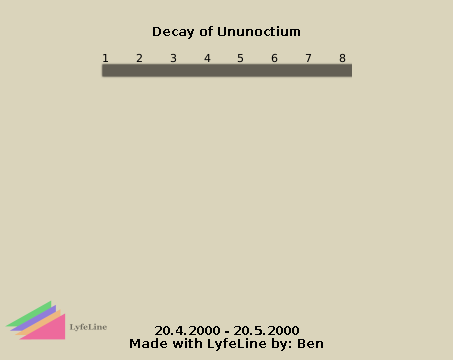 Decay of Ununoctium
1 2 3 4 5 6 7 8
LyfeLine
20.4.2000 - 20.5.2000
Made with LyfeLine by: Ben